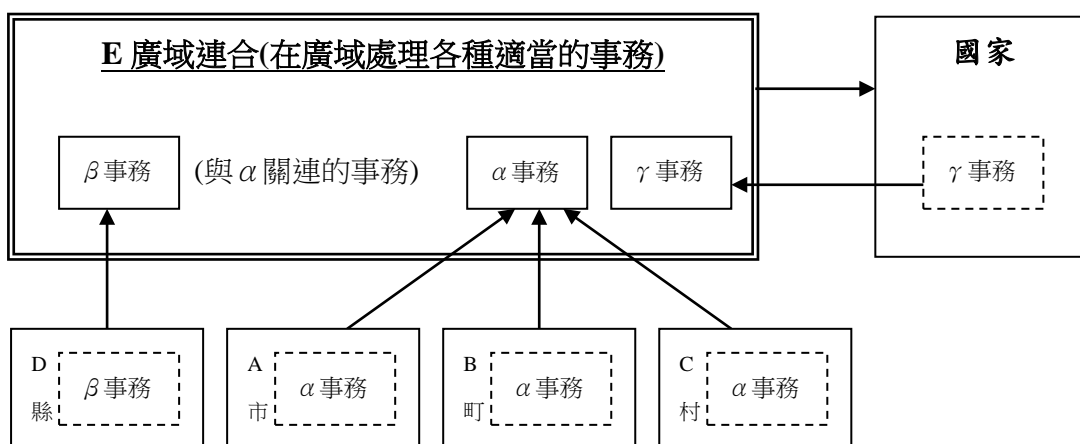 E 廣域連合(在廣域處理各種適當的事務)
國家
β事務
(與α關連的事務)
α事務
γ事務
γ事務
D
縣
β事務
A
市
α事務
B
町
α事務
C
村
α事務